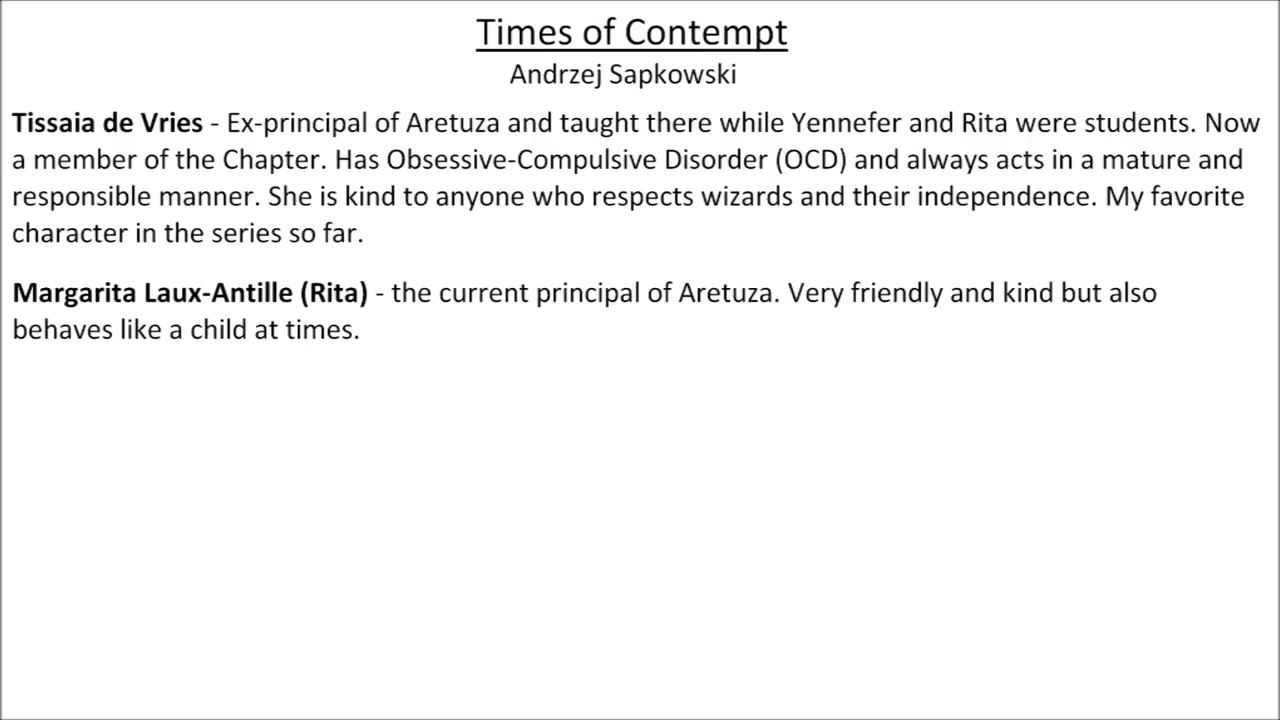 Times of Contempt
Andrzej Sapkowski
Tissaia de Vries - Ex-principal of Aretuza and taught there while Yennefer and Rita were students. Now
a member of the Chapter. Has Obsessive-Compulsive Disorder (OCD) and always acts in a mature and
responsible manner. She is kind to anyone who respects wizards and their independence. My favorite
character in the series so far.
Margarita Laux-Antille (Rita) - the current principal of Aretuza. Very friendly and kind but also
behaves like a child at times.